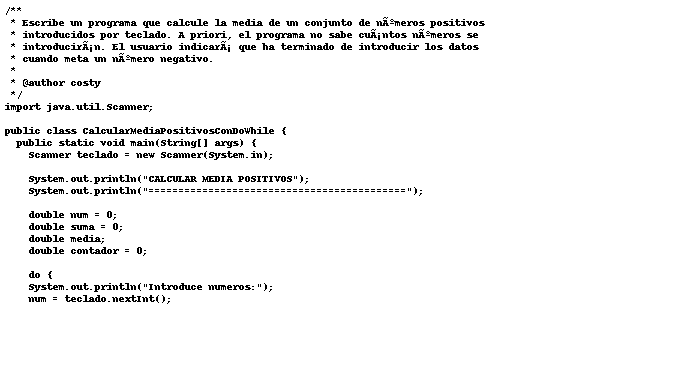 /**
 * Escribe un programa que calcule la media de un conjunto de nÃºmeros positivos
 * introducidos por teclado. A priori, el programa no sabe cuÃ¡ntos nÃºmeros se
 * introducirÃ¡n. El usuario indicarÃ¡ que ha terminado de introducir los datos
 * cuando meta un nÃºmero negativo.
 *
 * @author costy
 */
import java.util.Scanner;
public class CalcularMediaPositivosConDoWhile {
  public static void main(String[] args) {
    Scanner teclado = new Scanner(System.in);
    System.out.println("CALCULAR MEDIA POSITIVOS");
    System.out.println("===========================================");
    double num = 0;
    double suma = 0;
    double media;
    double contador = 0;
    do {
    System.out.println("Introduce numeros:");
    num = teclado.nextInt();